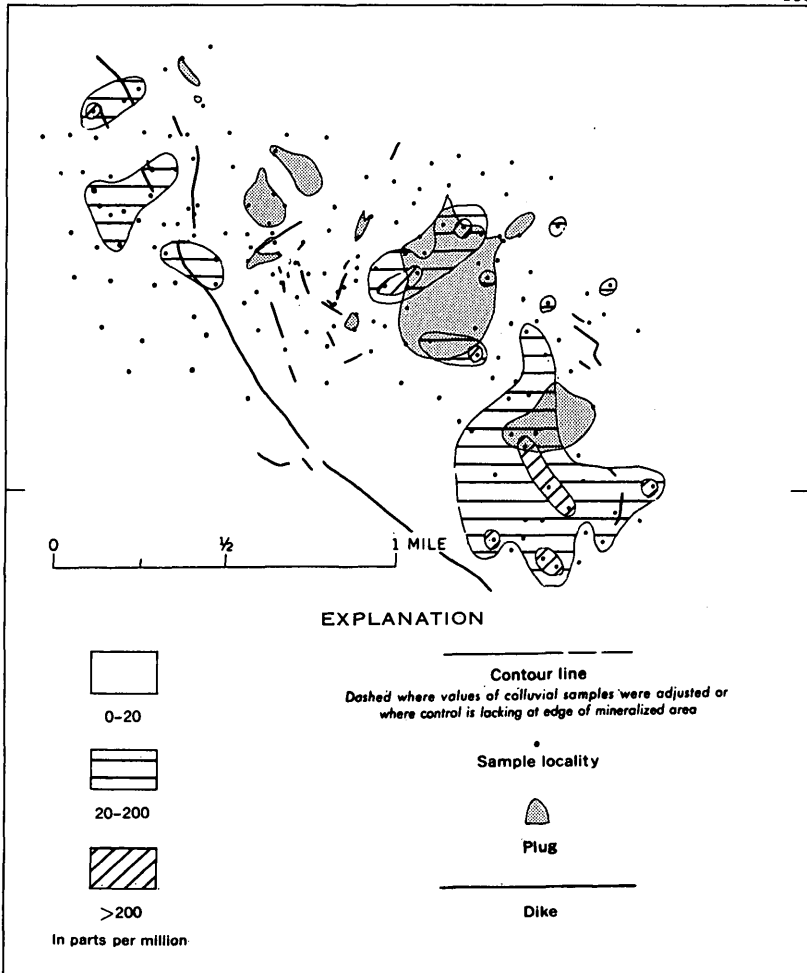 0 ½ 1 MILE
EXPLANATION
0-20
20-200
>200
In parts per million
Contour line
Dashed where values of colluvial samples were adjusted or
where control is lacking at edge of mineralized area
Sample locality
Plug
Dike